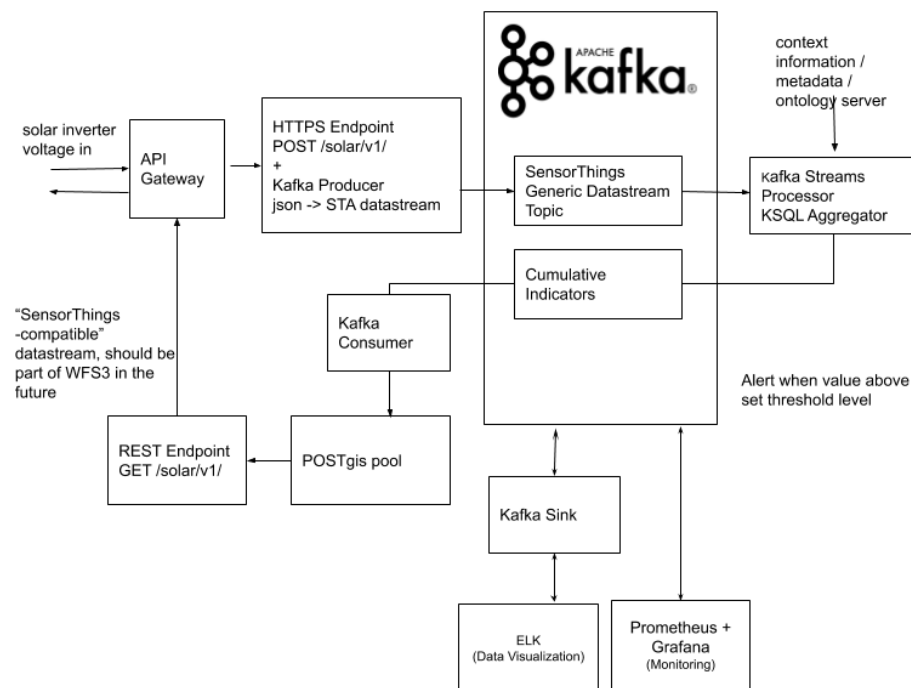 APACHE
kafka®
context
information /
metadata /
ontology server
solar inverter
voltage in
API
Gateway
HTTPS Endpoint
POST /solar/v1/
+
Kafka Producer
json -> STA datastream
SensorThings
Generic Datastream
Topic
Kafka Streams
Processor
KSQL Aggregator
Cumulative
Indicators
Kafka
Consumer
"SensorThings
-compatible"
datastream, should be
part of WFS3 in the
future
Alert when value above
set threshold level
REST Endpoint
GET /solar/v1/
POSTgis pool
Kafka Sink
ELK
(Data Visualization)
Prometheus +
Grafana
(Monitoring)